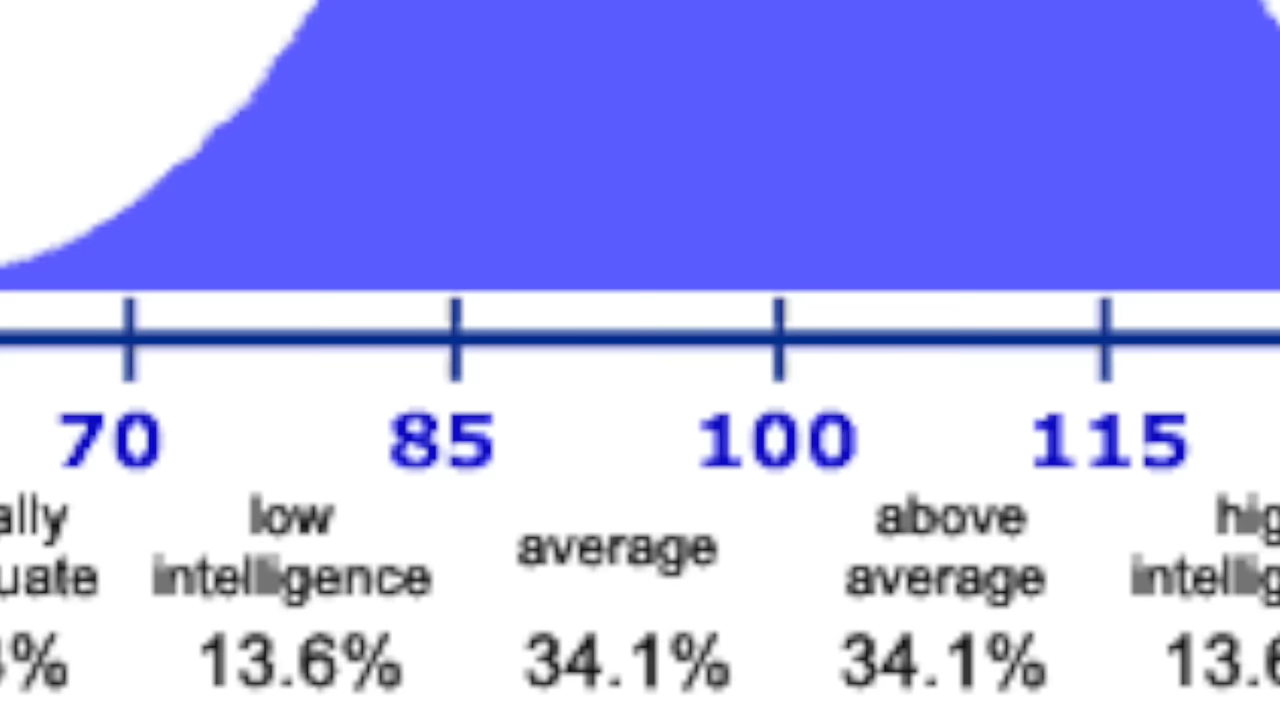 70 85 100 115
low above
average
intelligence average
13.6% 34.1% 34.1%